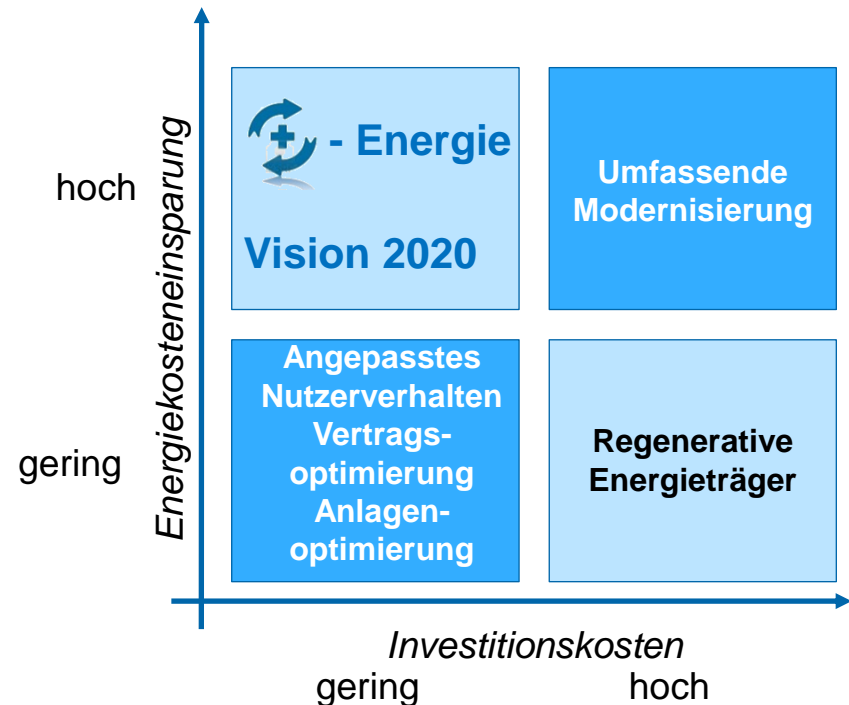 Energiekosteneinsparung
hoch
gering
+ - Energie
Vision 2020
Umfassende
Modernisierung
Angepasstes
Nutzerverhalten
Vertrags-
optimierung
Anlagen-
optimierung
Regenerative
Energieträger
Investitionskosten
gering hoch